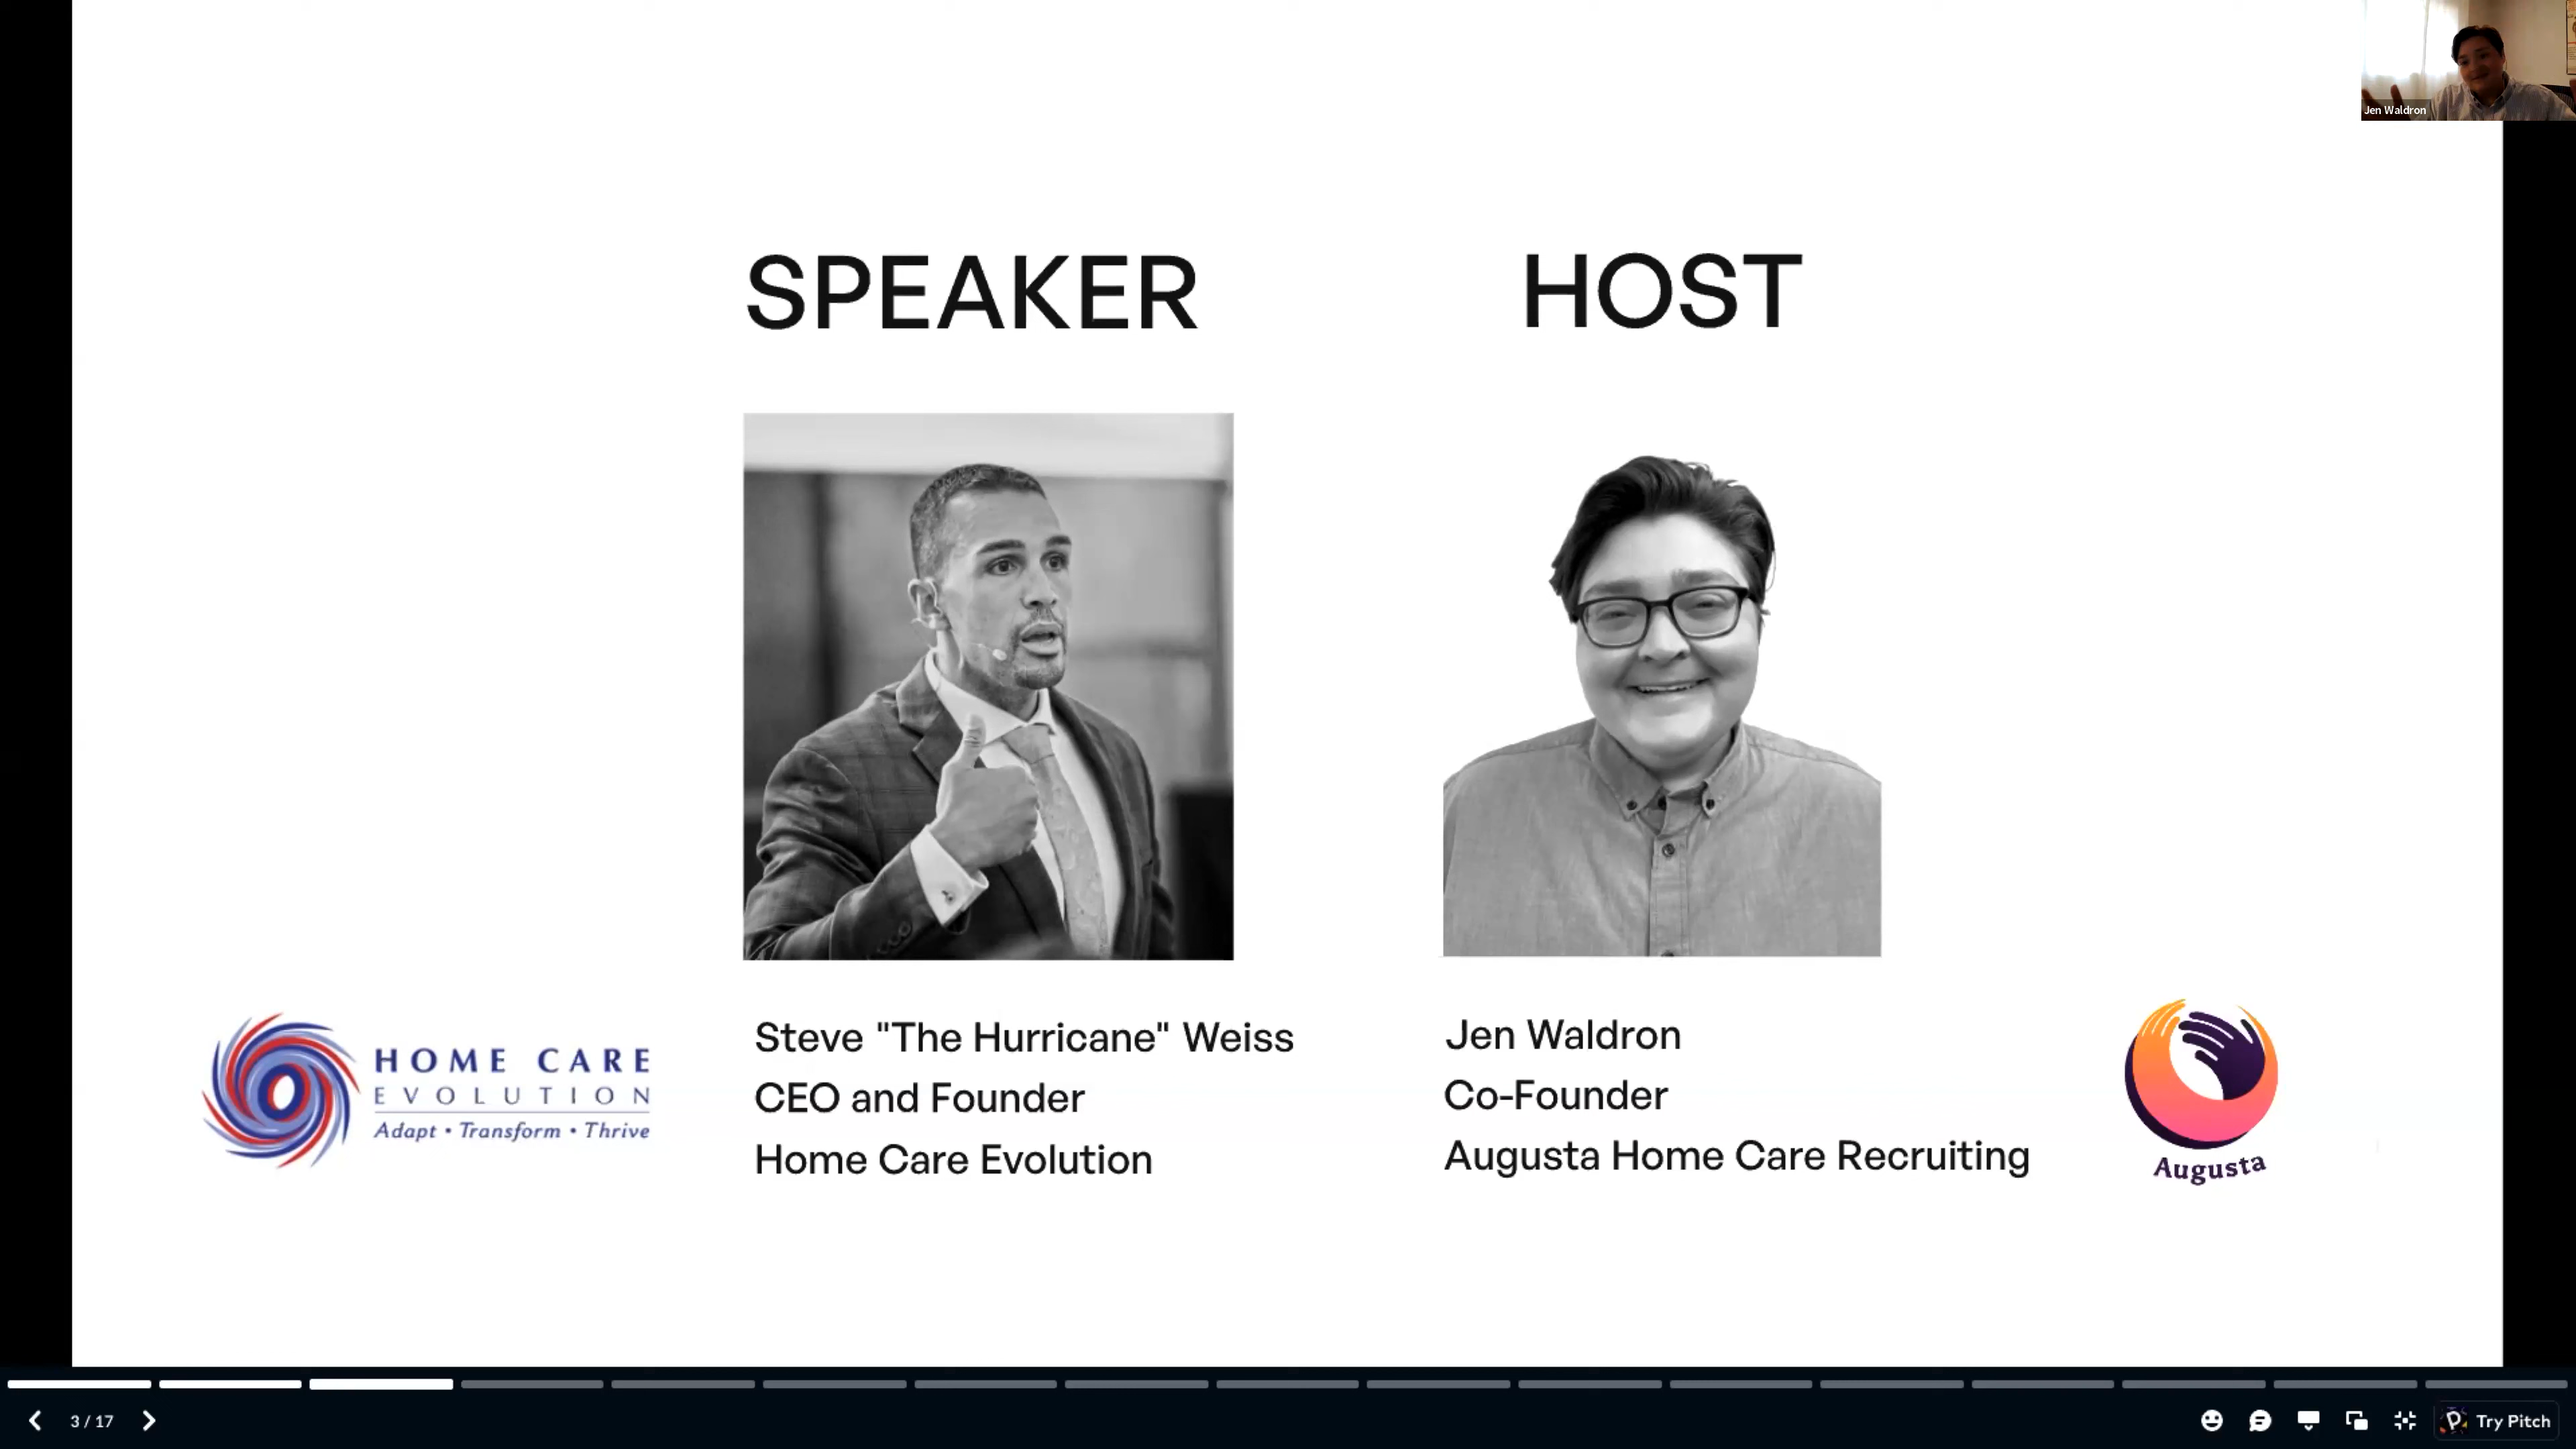 Jen Waldron
SPEAKER
HOST
Steve "The Hurricane" Weiss
CEO and Founder
Home Care Evolution
Jen Waldron
Co-Founder
Augusta Home Care Recruiting
HOME CARE
EVOLUTION
Adapt • Transform • Thrive
Augusta
3 / 17
Try Pitch